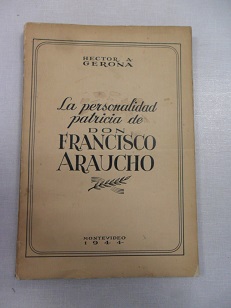 HECTOR A.
GERONA
La personalidad
patricia de
DON
FRANCISCO
ARAUCHO
MONTEVIDEO
1944